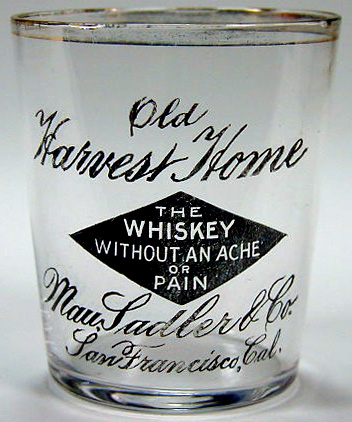 Old
Harvest Home
THE
WHISKEY
WITHOUT AN ACHE
OR
PAIN
Mau, Sadler & Co.
San Francisco, Cal.